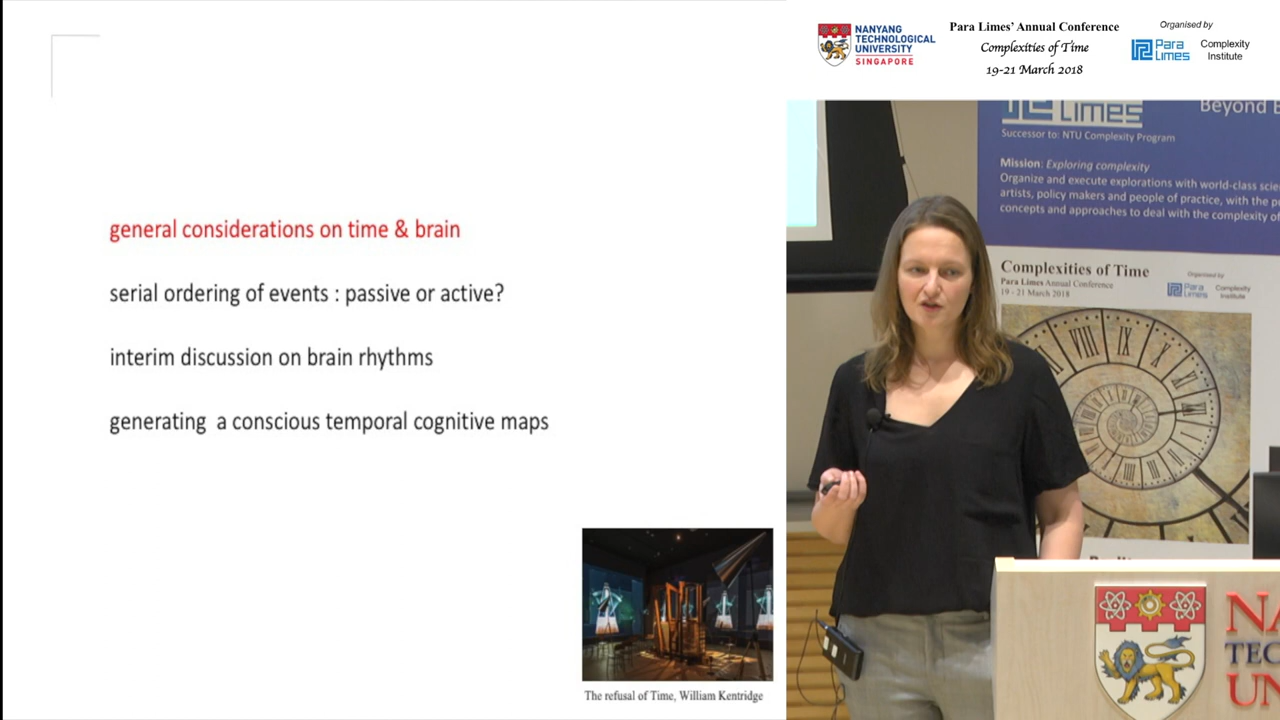 general considerations on time & brain
serial ordering of events : passive or active?
interim discussion on brain rhythms
generating a conscious temporal cognitive maps
The refusal of Time, William Kentridge
NANYANG
TECHNOLOGICAL
UNIVERSITY
SINGAPORE
Para Limes' Annual Conference
Complexities of Time
19-21 March 2018
Organised by
Para
Limes
Complexity
Institute
Limes
Beyond
Successor to: NTU Complexity Program
Mission: Exploring complexity
Organize and execute explorations with world-class
artists, policy makers and people of practice, with the
concepts and approaches to deal with the complexity of
Complexities of Time
Para Limes Annual Conference
19 - 21 March 2018
Organised by
Para
Limes
Complexity
Institute
VIII IX X